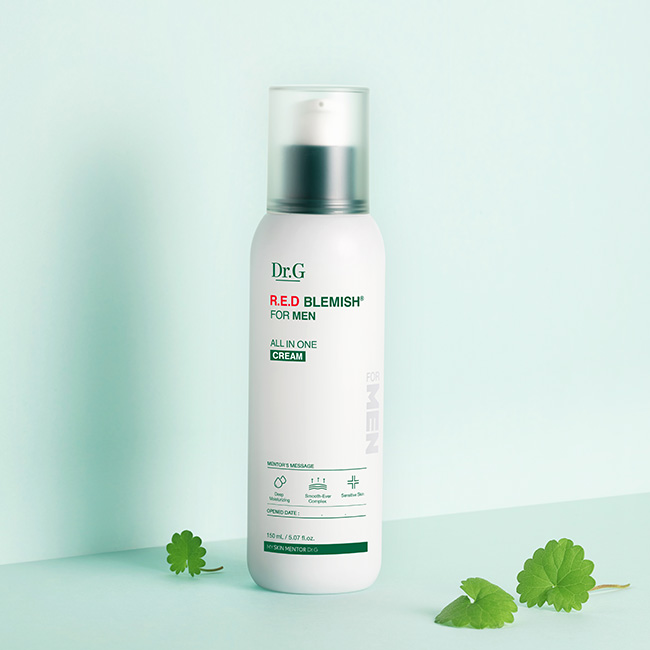 Dr.G
R.E.D BLEMISH®
FOR MEN
ALL IN ONE
CREAM
FOR
MEN
MENTOR'S MESSAGE
Deep
Moisturizing
Smooth-Ever
Complex
Sensitive Skin
OPENED DATE : . .
150 mL / 5.07 fl.oz.
MY SKIN MENTOR Dr.G